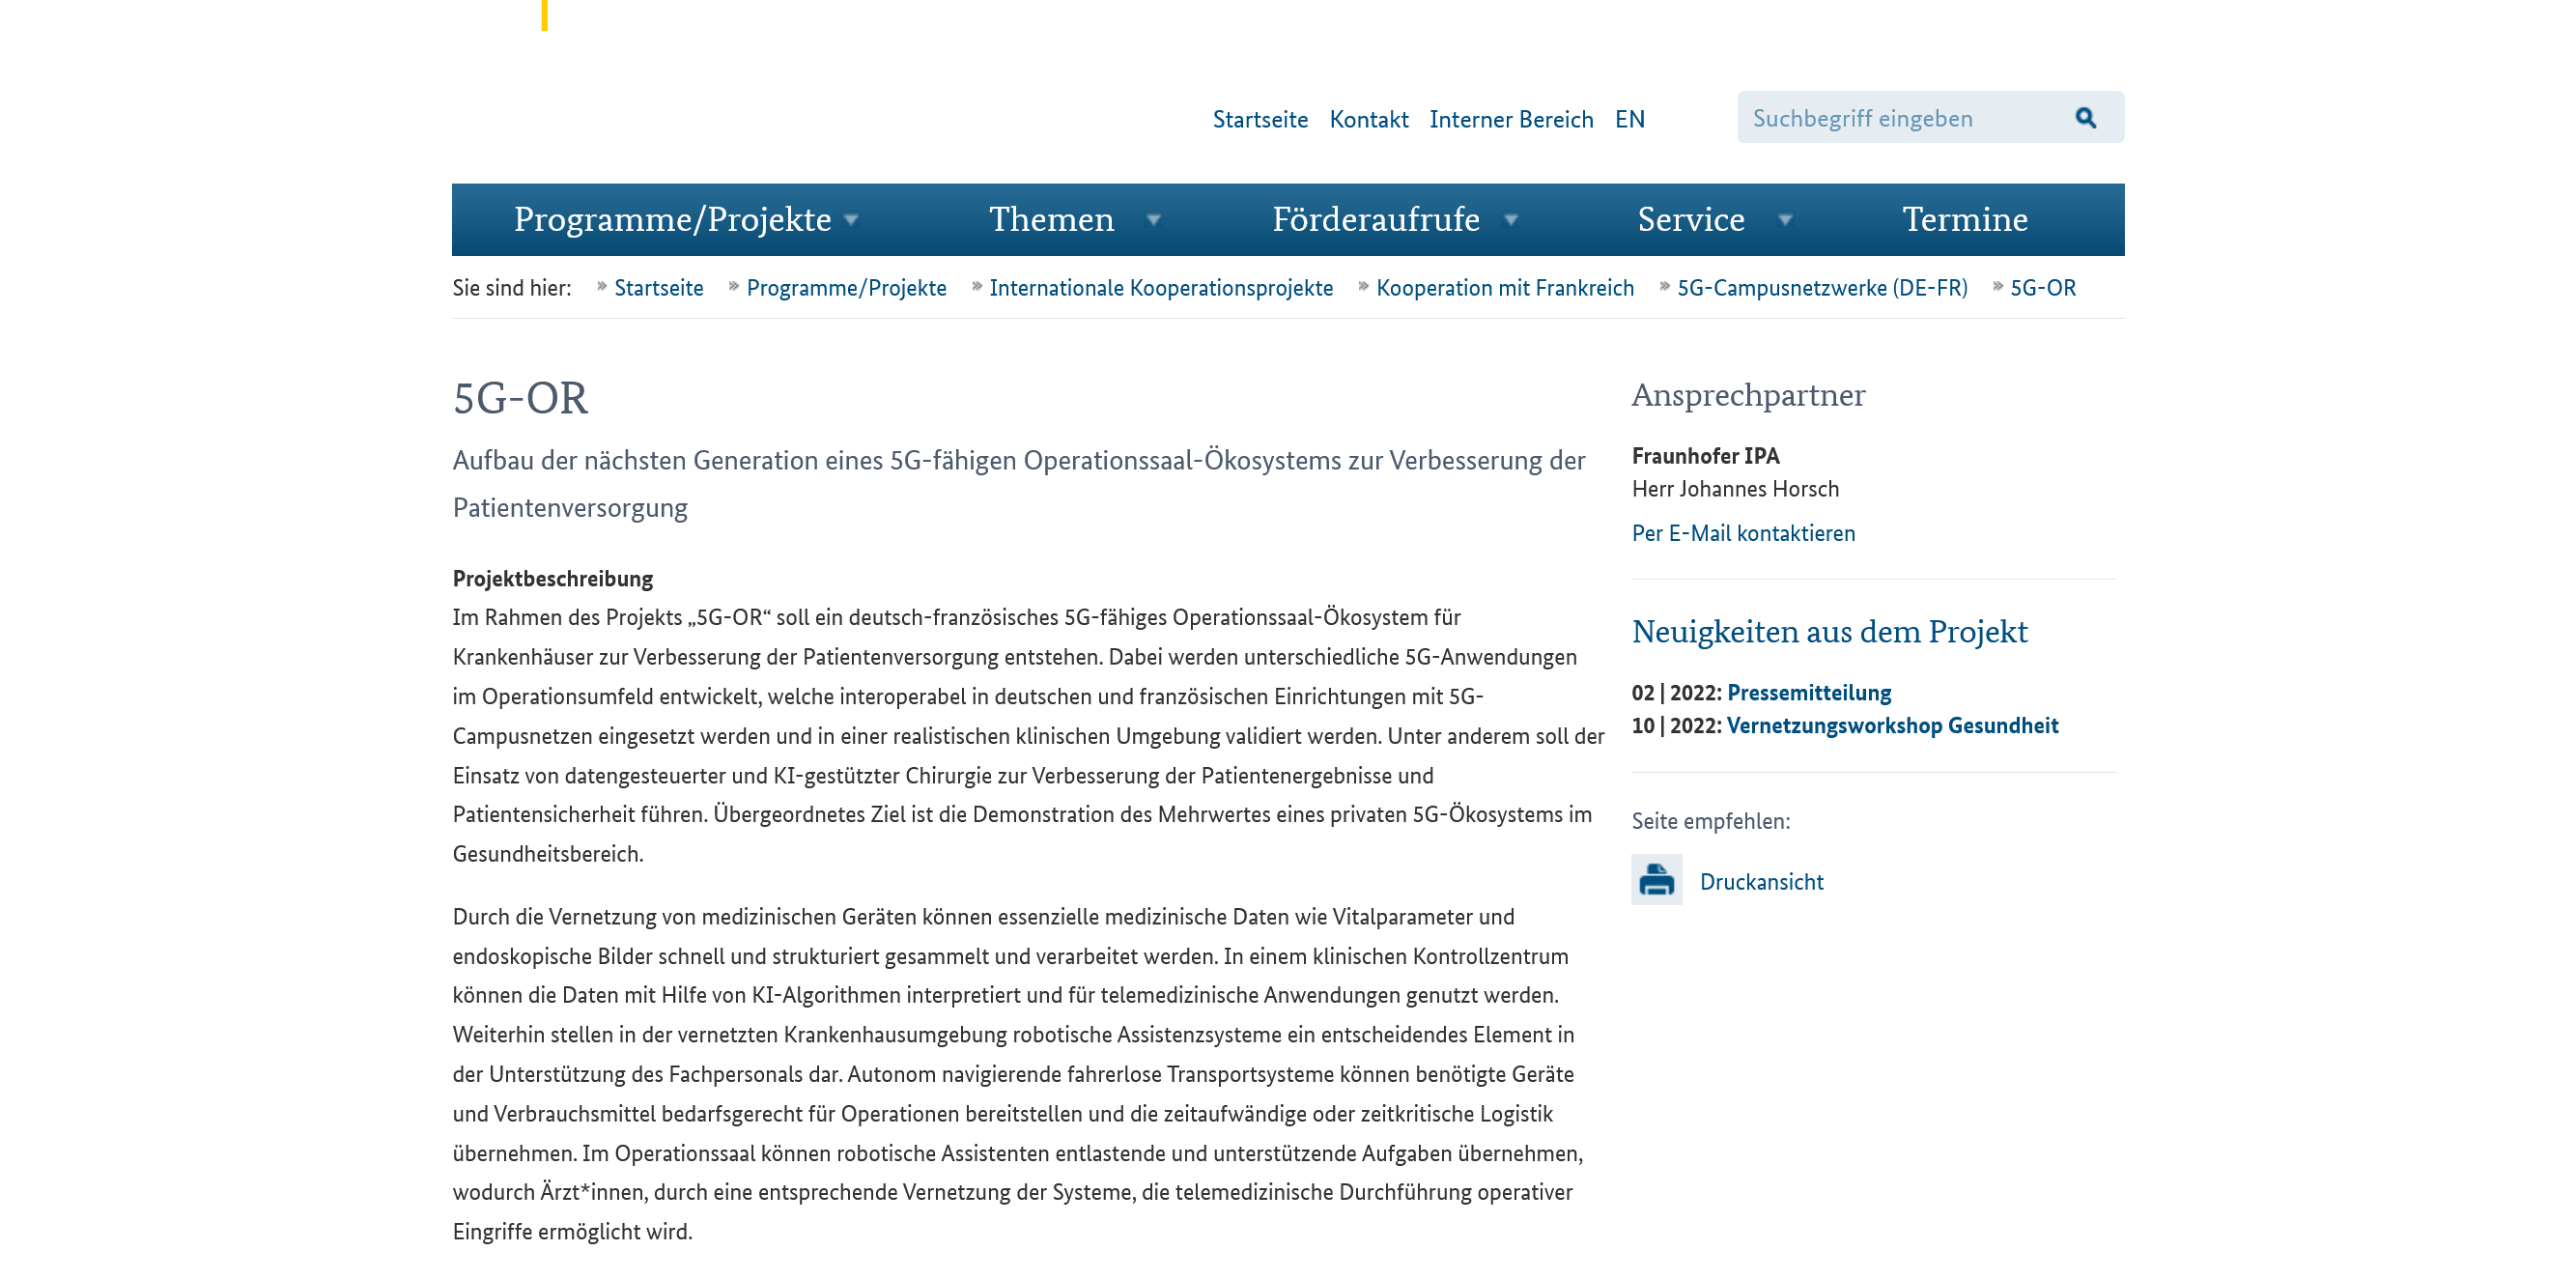 Startseite Kontakt Interner Bereich EN
Suchbegriff eingeben
Programme/Projekte Themen Förderaufrufe Service Termine
Sie sind hier: Startseite Programme/Projekte Internationale Kooperationsprojekte Kooperation mit Frankreich 5G-Campusnetzwerke (DE-FR) 5G-OR
5G-OR
Aufbau der nächsten Generation eines 5G-fähigen Operationssaal-Ökosystems zur Verbesserung der
Patientenversorgung
Projektbeschreibung
Im Rahmen des Projekts „5G-OR“ soll ein deutsch-französisches 5G-fähiges Operationssaal-Ökosystem für
Krankenhäuser zur Verbesserung der Patientenversorgung entstehen. Dabei werden unterschiedliche 5G-Anwendungen
im Operationsumfeld entwickelt, welche interoperabel in deutschen und französischen Einrichtungen mit 5G-
Campusnetzen eingesetzt werden und in einer realistischen klinischen Umgebung validiert werden. Unter anderem soll der
Einsatz von datengesteuerter und KI-gestützter Chirurgie zur Verbesserung der Patientenergebnisse und
Patientensicherheit führen. Übergeordnetes Ziel ist die Demonstration des Mehrwertes eines privaten 5G-Ökosystems im
Gesundheitsbereich.
Durch die Vernetzung von medizinischen Geräten können essenzielle medizinische Daten wie Vitalparameter und
endoskopische Bilder schnell und strukturiert gesammelt und verarbeitet werden. In einem klinischen Kontrollzentrum
können die Daten mit Hilfe von KI-Algorithmen interpretiert und für telemedizinische Anwendungen genutzt werden.
Weiterhin stellen in der vernetzten Krankenhausumgebung robotische Assistenzsysteme ein entscheidendes Element in
der Unterstützung des Fachpersonals dar. Autonom navigierende fahrerlose Transportsysteme können benötigte Geräte
und Verbrauchsmittel bedarfsgerecht für Operationen bereitstellen und die zeitaufwändige oder zeitkritische Logistik
übernehmen. Im Operationssaal können robotische Assistenten entlastende und unterstützende Aufgaben übernehmen,
wodurch Ärzt*innen, durch eine entsprechende Vernetzung der Systeme, die telemedizinische Durchführung operativer
Eingriffe ermöglicht wird.
Ansprechpartner
Fraunhofer IPA
Herr Johannes Horsch
Per E-Mail kontaktieren
Neuigkeiten aus dem Projekt
02 | 2022: Pressemitteilung
10 | 2022: Vernetzungsworkshop Gesundheit
Seite empfehlen:
Druckansicht